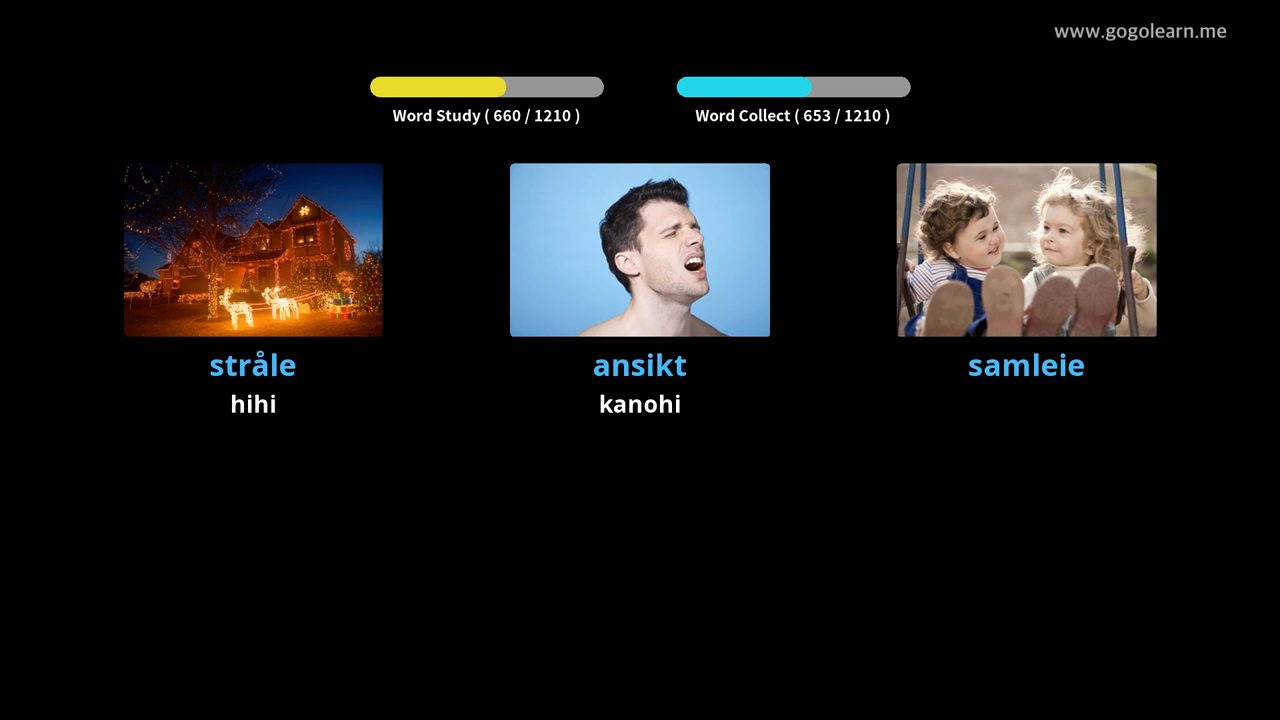 www.gogolearn.me
Word Study ( 660 / 1210 )
Word Collect ( 653 / 1210 )
stråle
ansikt
samleie
hihi
kanohi